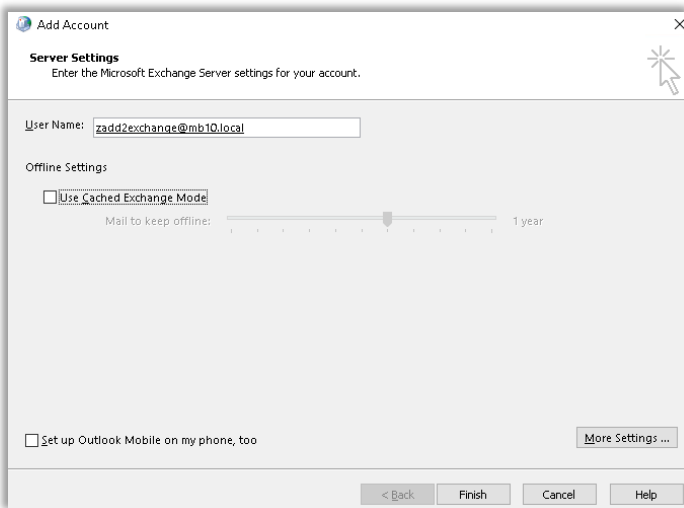 Add Account
Server Settings
Enter the Microsoft Exchange Server settings for your account.
User Name: zadd2exchange@mb10.local
Offline Settings
Use Cached Exchange Mode
Mail to keep offline: 1 year
Set up Outlook Mobile on my phone, too
More Settings ...
< Back Finish Cancel Help